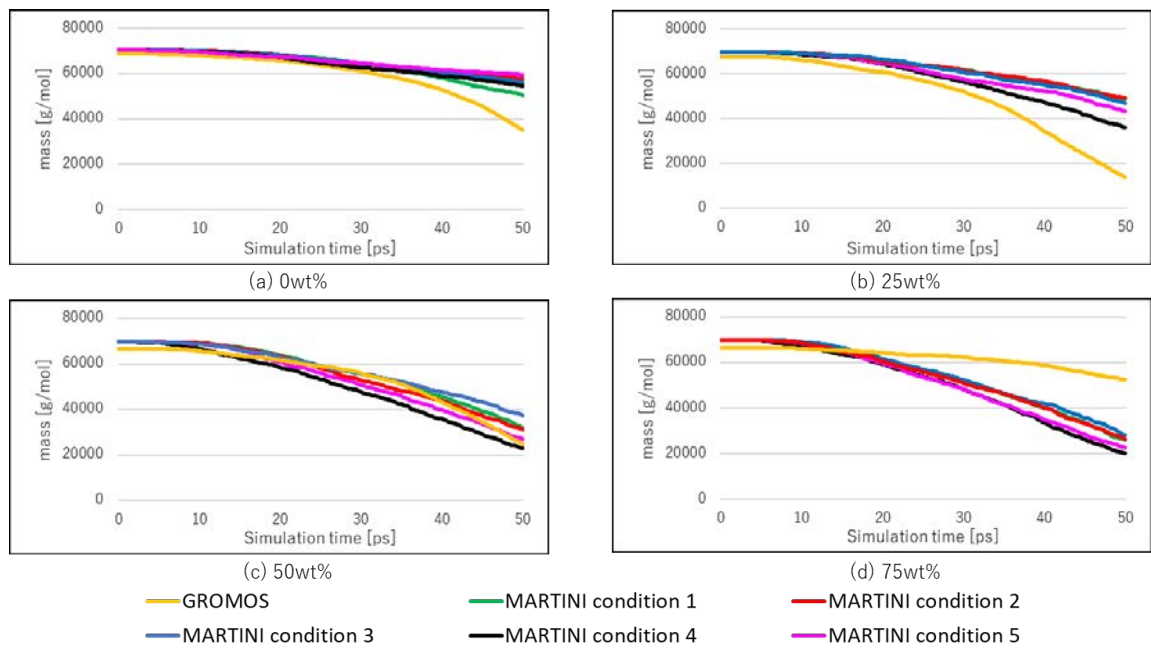 80000
60000
40000
20000
0
mass [g/mol]
0 10 20 30 40 50
Simulation time [ps]
(a) 0wt%
80000
60000
40000
20000
0
mass [g/mol]
0 10 20 30 40 50
Simulation time [ps]
(b) 25wt%
80000
60000
40000
20000
0
mass [g/mol]
0 10 20 30 40 50
Simulation time [ps]
(c) 50wt%
80000
60000
40000
20000
0
mass [g/mol]
0 10 20 30 40 50
Simulation time [ps]
(d) 75wt%
GROMOS MARTINI condition 1 MARTINI condition 2
MARTINI condition 3 MARTINI condition 4 MARTINI condition 5